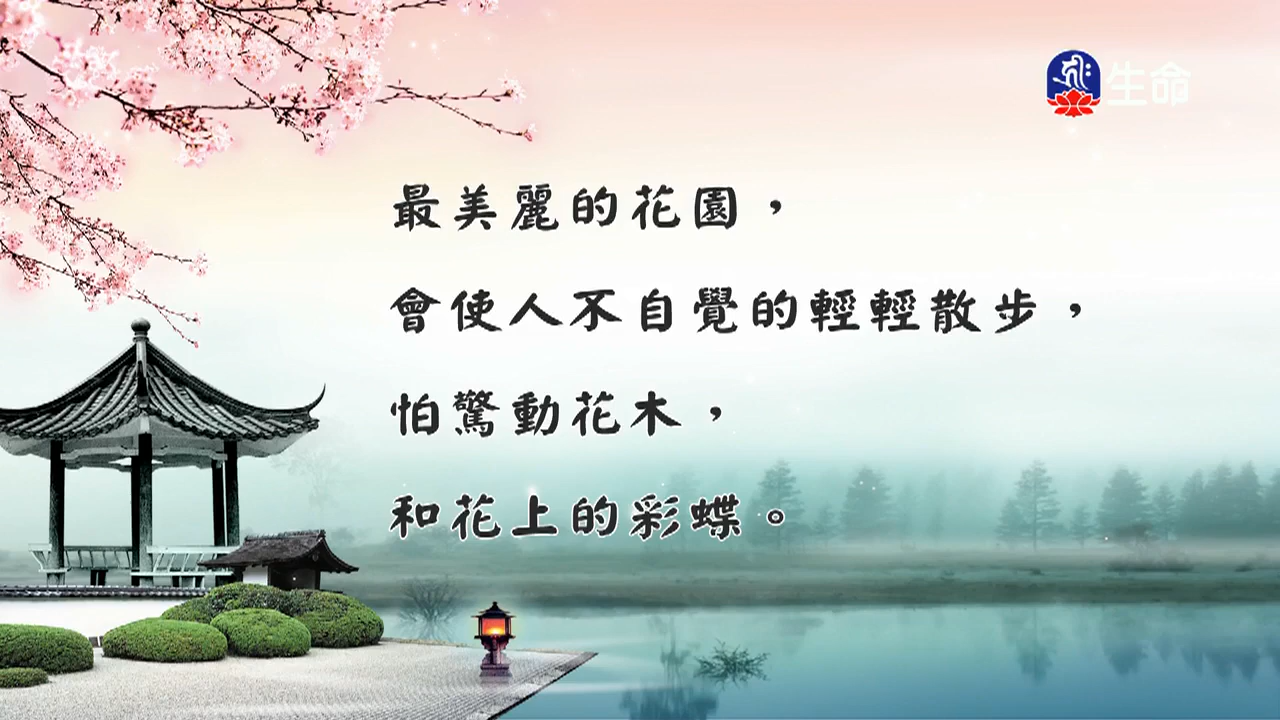 生命
最美麗的花園，
會使人不自覺的輕輕散步，
怕驚動花木，
和花上的彩蝶。